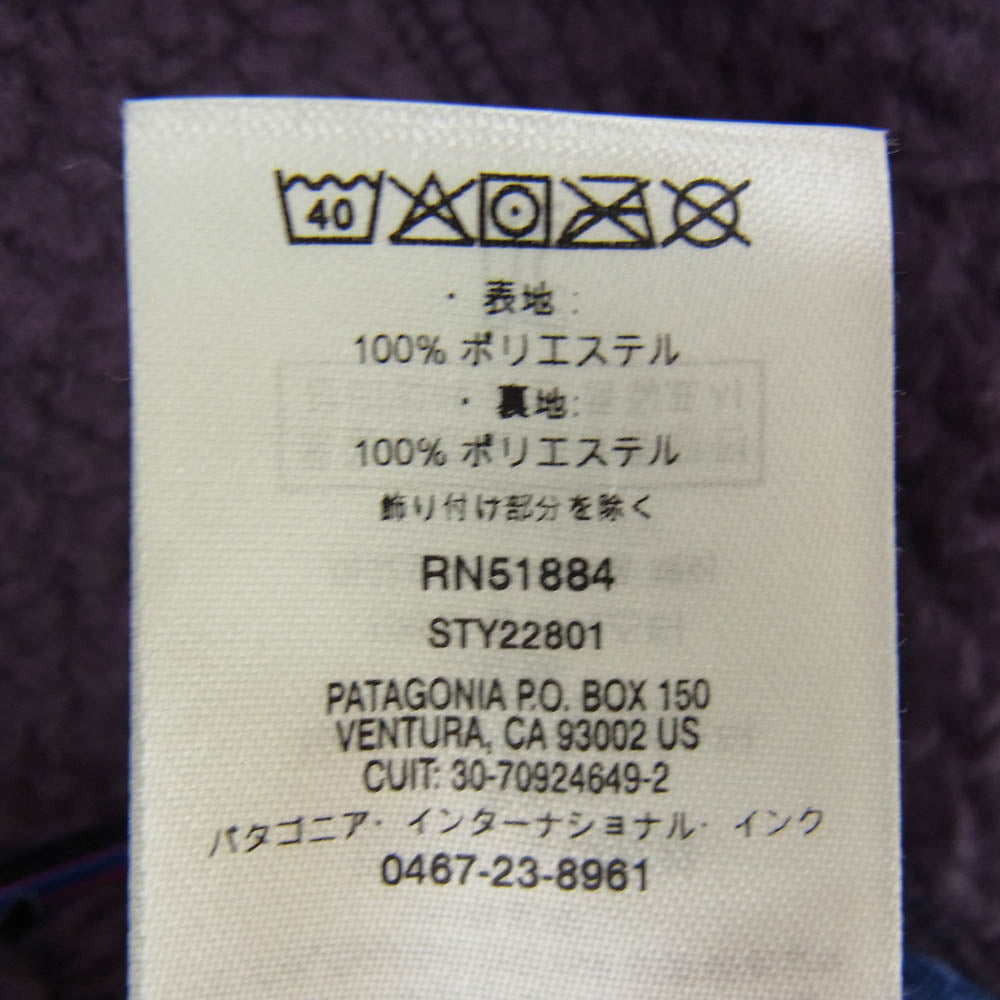 40
・ 表地 :
100% ポリエステル
・ 裏地:
100% ポリエステル
飾り付け部分を除く
RN51884
STY22801
PATAGONIA P.O. BOX 150
VENTURA, CA 93002 US
CUIT: 30-70924649-2
パタゴニア・インターナショナル・インク
0467-23-8961